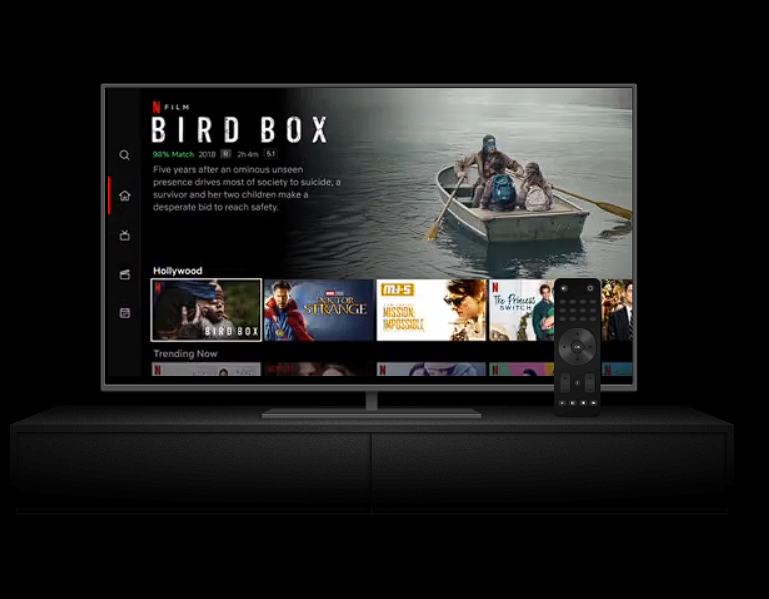 N FILM
BIRD BOX
98% Match 2018 R 2h 4m 5.1
Five years after an ominous unseen
presence drives most of society to suicide, a
survivor and her two children make a
desperate bid to reach safety.
Hollywood
N
BIRD BOX
DOCTOR
STRANGE
M:I-5
MISSION:
IMPOSSIBLE
N
The Princess
SWITCH
Trending Now
N
N
N
OK